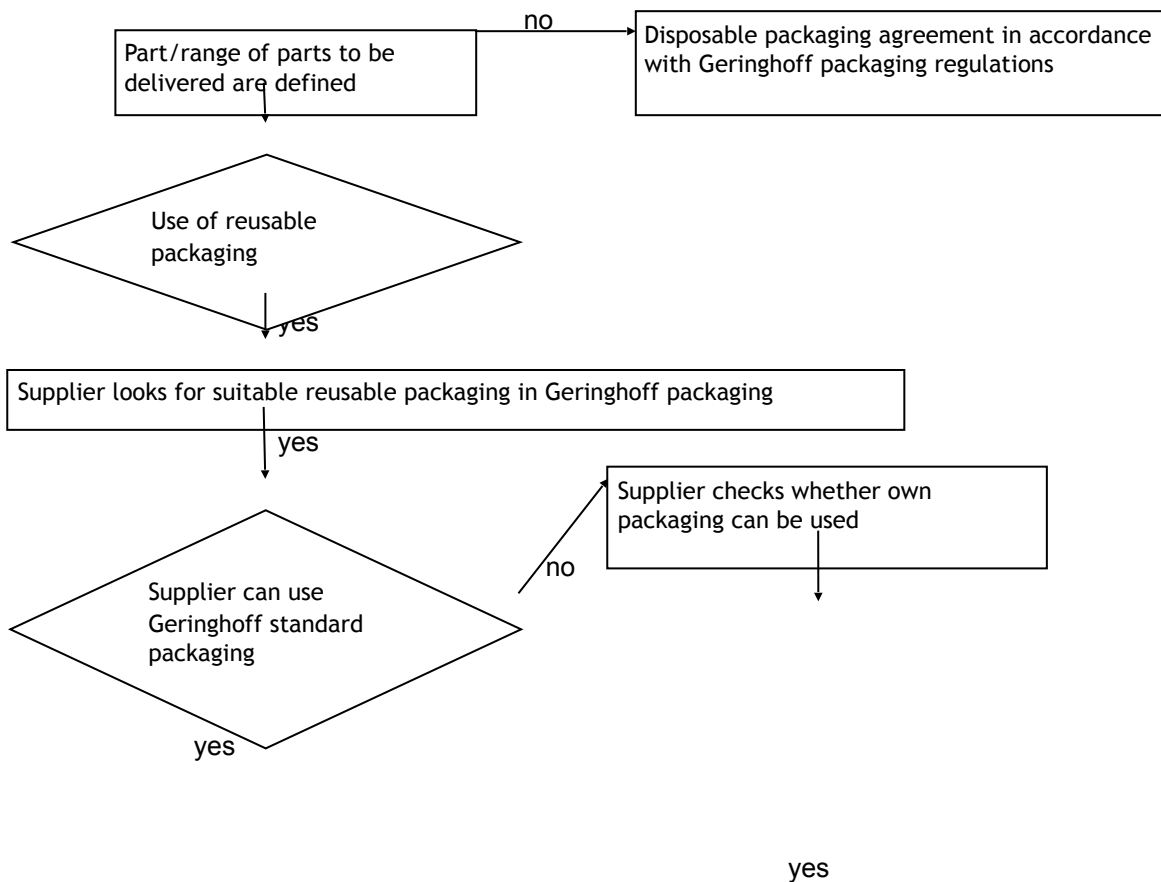 no
Part/range of parts to be
delivered are defined
Disposable packaging agreement in accordance
with Geringhoff packaging regulations
Use of reusable
packaging
yes
Supplier looks for suitable reusable packaging in Geringhoff packaging
yes
Supplier checks whether own
packaging can be used
no
Supplier can use
Geringhoff standard
packaging
yes
yes